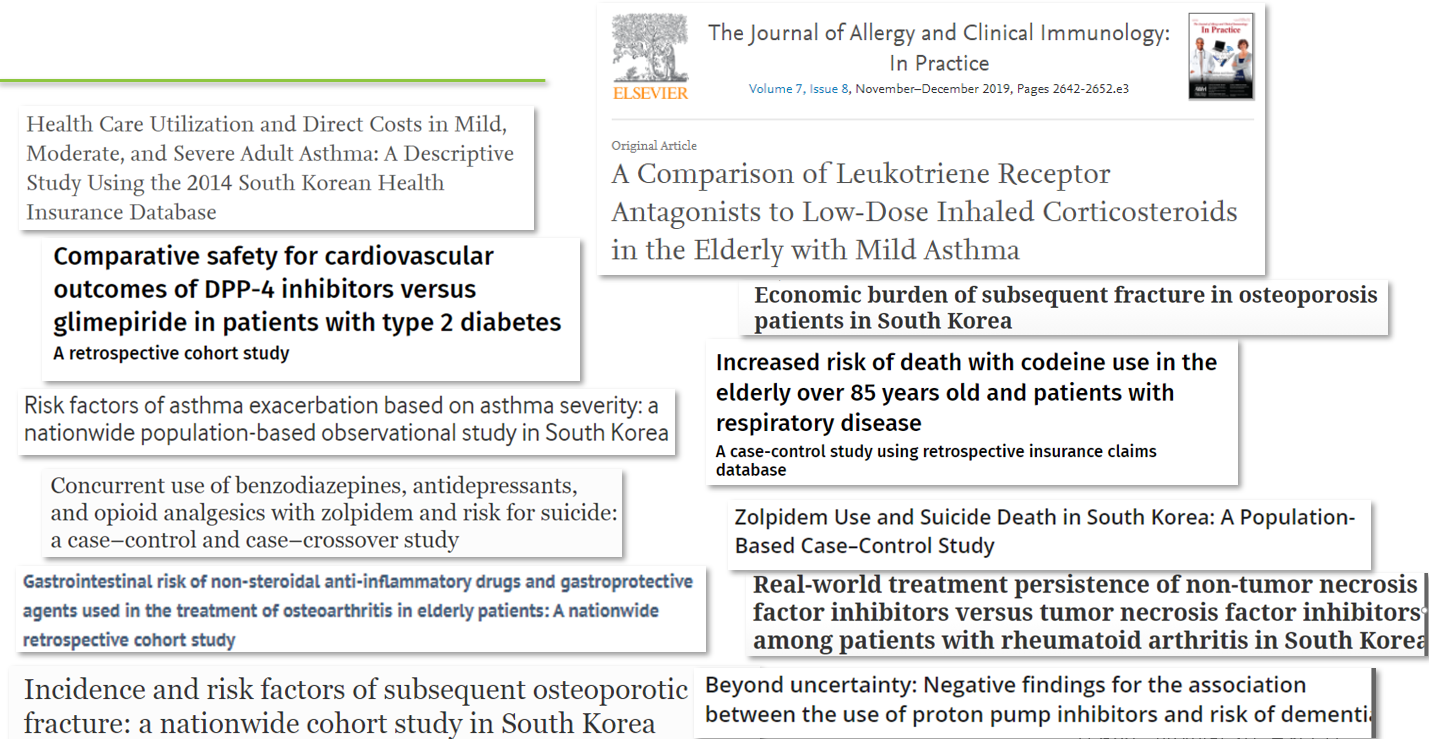 Health Care Utilization and Direct Costs in Mild,
Moderate, and Severe Adult Asthma: A Descriptive
Study Using the 2014 South Korean Health
Insurance Database
Comparative safety for cardiovascular
outcomes of DPP-4 inhibitors versus
glimepiride in patients with type 2 diabetes
A retrospective cohort study
Risk factors of asthma exacerbation based on asthma severity: a
nationwide population-based observational study in South Korea
Concurrent use of benzodiazepines, antidepressants,
and opioid analgesics with zolpidem and risk for suicide:
a case–control and case–crossover study
Gastrointestinal risk of non-steroidal anti-inflammatory drugs and gastroprotective
agents used in the treatment of osteoarthritis in elderly patients: A nationwide
retrospective cohort study
Incidence and risk factors of subsequent osteoporotic
fracture: a nationwide cohort study in South Korea
ELSEVIER
The Journal of Allergy and Clinical Immunology:
In Practice
Volume 7, Issue 8, November–December 2019, Pages 2642-2652.e3
In Practice
Original Article
A Comparison of Leukotriene Receptor
Antagonists to Low-Dose Inhaled Corticosteroids
in the Elderly with Mild Asthma
Economic burden of subsequent fracture in osteoporosis
patients in South Korea
Increased risk of death with codeine use in the
elderly over 85 years old and patients with
respiratory disease
A case-control study using retrospective insurance claims
database
Zolpidem Use and Suicide Death in South Korea: A Population-
Based Case–Control Study
Real-world treatment persistence of non-tumor necrosis
factor inhibitors versus tumor necrosis factor inhibitors
among patients with rheumatoid arthritis in South Korea
Beyond uncertainty: Negative findings for the association
between the use of proton pump inhibitors and risk of dementia